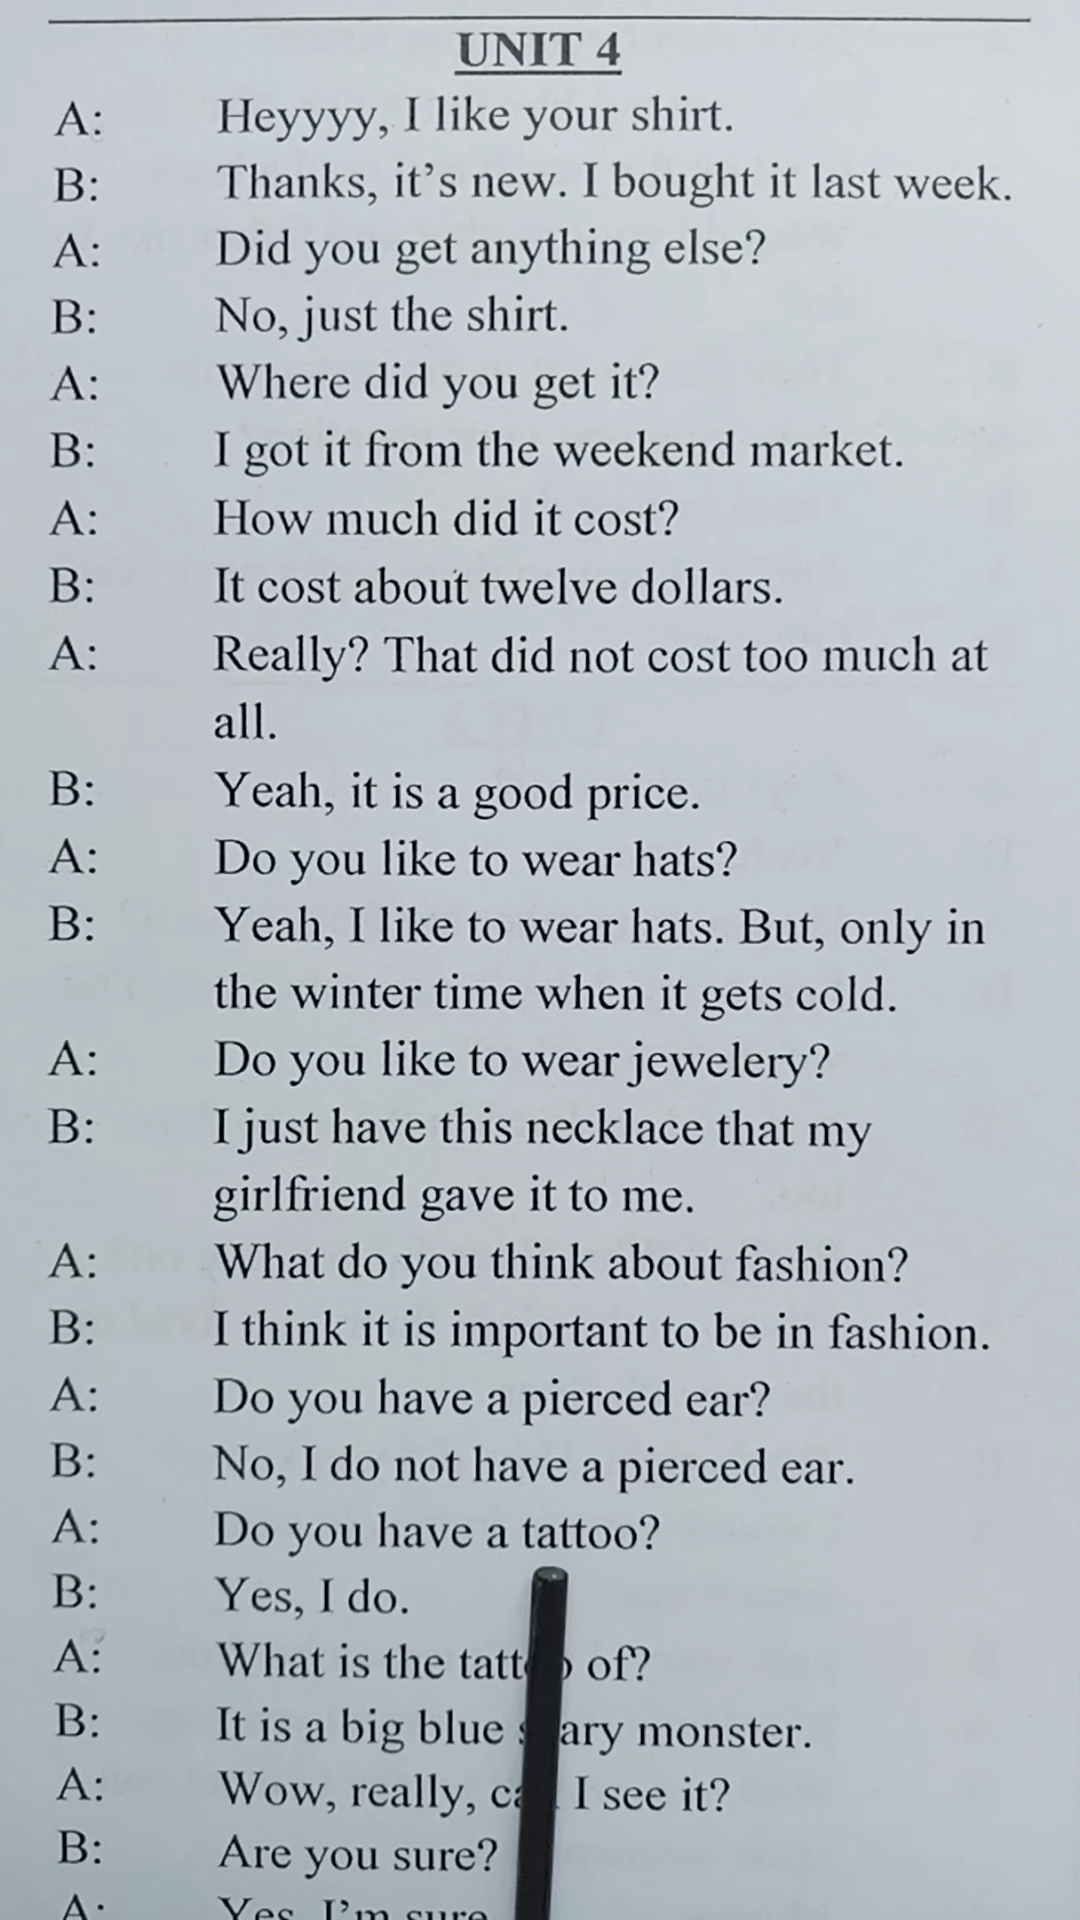 UNIT 4
A: Heyyyy, I like your shirt.
B: Thanks, it's new. I bought it last week.
A: Did you get anything else?
B: No, just the shirt.
A: Where did you get it?
B: I got it from the weekend market.
A: How much did it cost?
B: It cost about twelve dollars.
A: Really? That did not cost too much at
all.
B: Yeah, it is a good price.
A: Do you like to wear hats?
B: Yeah, I like to wear hats. But, only in
the winter time when it gets cold.
A: Do you like to wear jewelery?
B: I just have this necklace that my
girlfriend gave it to me.
A: What do you think about fashion?
B: I think it is important to be in fashion.
A: Do you have a pierced ear?
B: No, I do not have a pierced ear.
A: Do you have a tattoo?
B: Yes, I do.
A: What is the tattoo of?
B: It is a big blue scary monster.
A: Wow, really, can I see it?
B: Are you sure?
A: Yes, I'm sure